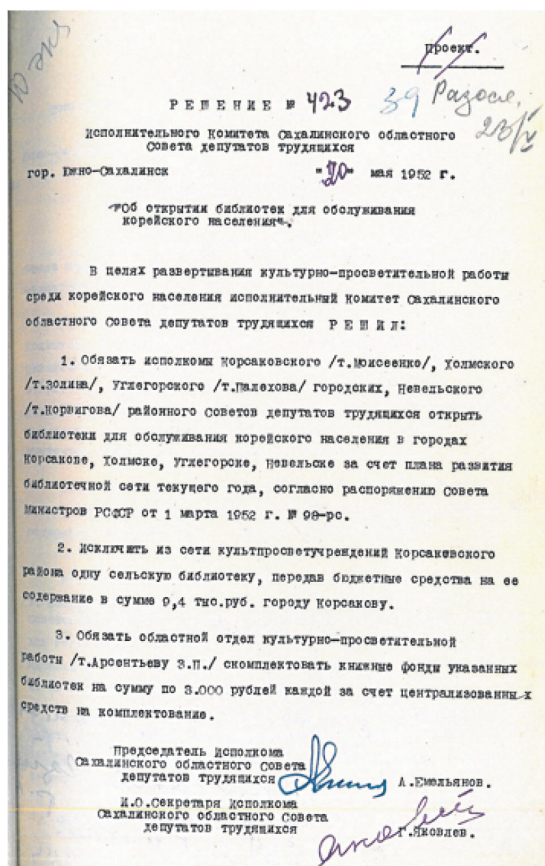 10 экз
Проект.
РЕШЕНИЕ № 423
39 Разосл.
23/V
Исполнительного Комитета Сахалинского областного
Совета депутатов трудящихся
гор. Южно-Сахалинск "20" мая 1952 г.
"Об открытии библиотек для обслуживания
корейского населения".
В целях развертывания культурно-просветительной работы
среди корейского населения исполнительный Комитет Сахалинского
областного Совета депутатов трудящихся РЕШИЛ:
1. Обязать исполкомы Корсаковского /т.Моисеенко/, Холмского
/т.Золина/, Углегорского /т.Палехова/ городских, Невельского
/т.Норвигова/ районного Советов депутатов трудящихся открыть
библиотеки для обслуживания корейского населения в городах
Корсакове, Холмске, Углегорске, Невельске за счет плана развития
библиотечной сети текущего года, согласно распоряжению Совета
Министров РСФСР от 1 марта 1952 г. № 98-рс.
2. Исключить из сети культпросветучреждений Корсаковского
района одну сельскую библиотеку, передав бюджетные средства на ее
содержание в сумме 9,4 тыс.руб. городу Корсакову.
3. Обязать областной отдел культурно-просветительной
работы /т.Арсентьеву З.П./ скомплектовать книжные фонды указанных
библиотек на сумму по 3.000 рублей каждой за счет централизованных
средств на комплектование.
Председатель Исполкома
Сахалинского областного Совета
депутатов трудящихся А.Емельянов.
И.О.Секретаря Исполкома
Сахалинского областного Совета
депутатов трудящихся Г.Яковлев.